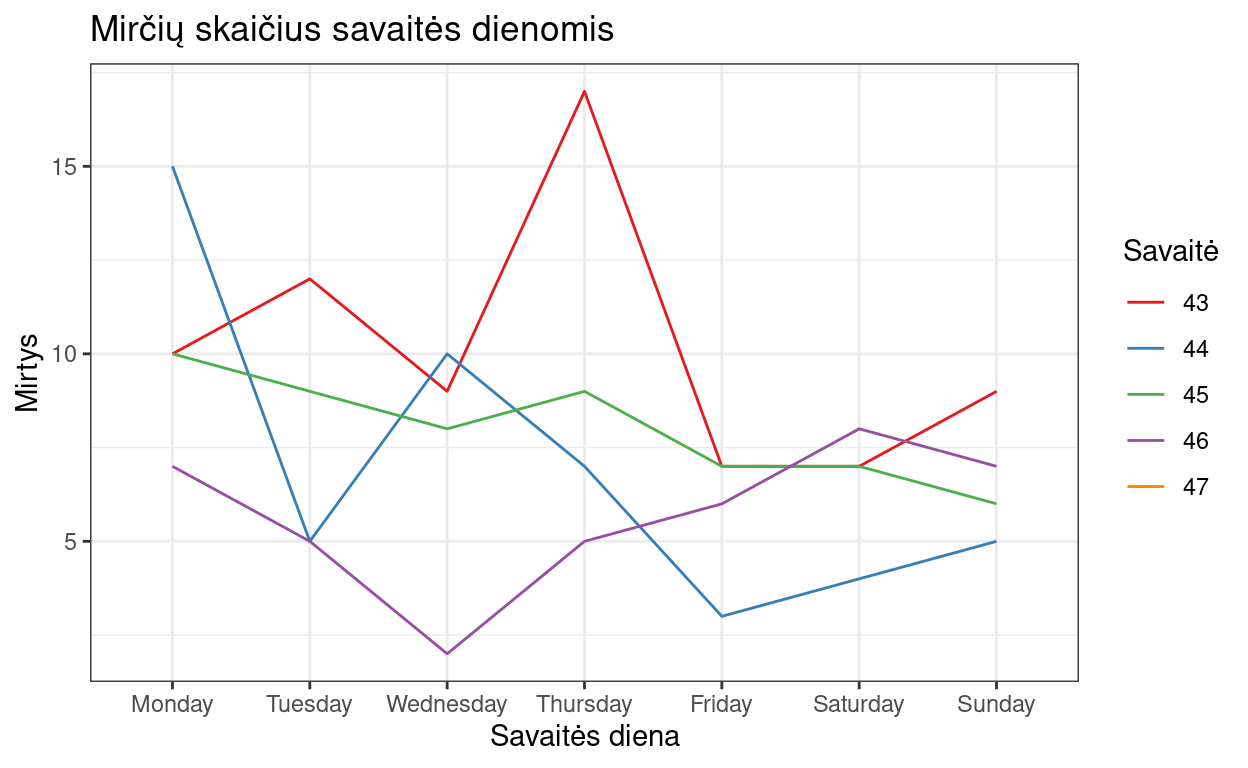 Mirčių skaičius savaitės dienomis
Mirtys
15
10
5
Monday Tuesday Wednesday Thursday Friday Saturday Sunday
Savaitės diena
Savaitė
43
44
45
46
47